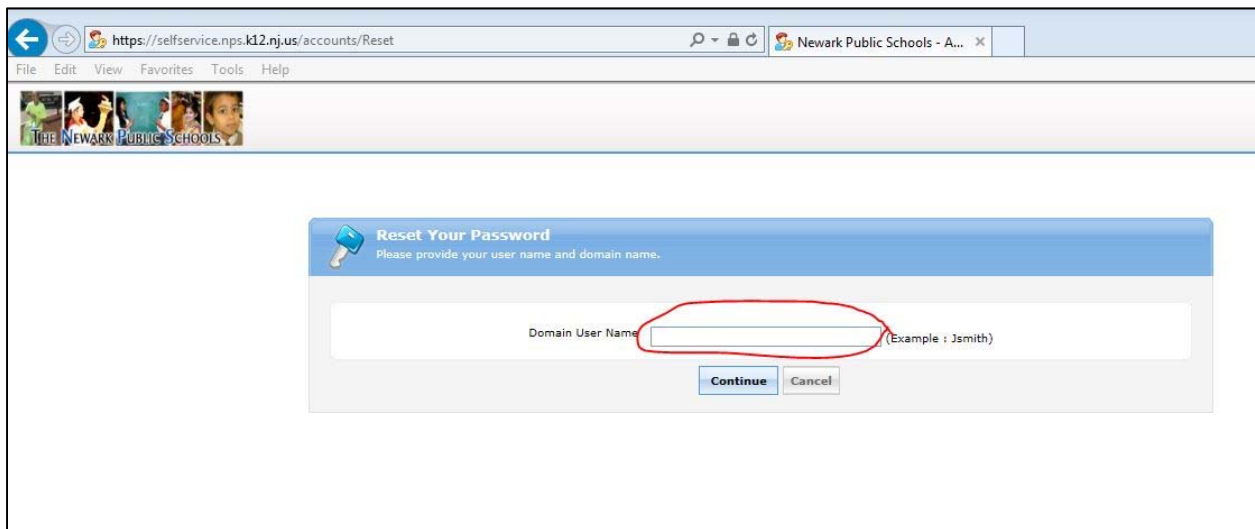 https://selfservice.nps.k12.nj.us/accounts/Reset
Newark Public Schools - A...
File Edit View Favorites Tools Help
THE NEWARK PUBLIC SCHOOLS
Reset Your Password
Please provide your user name and domain name.
Domain User Name (Example : Jsmith)
Continue Cancel